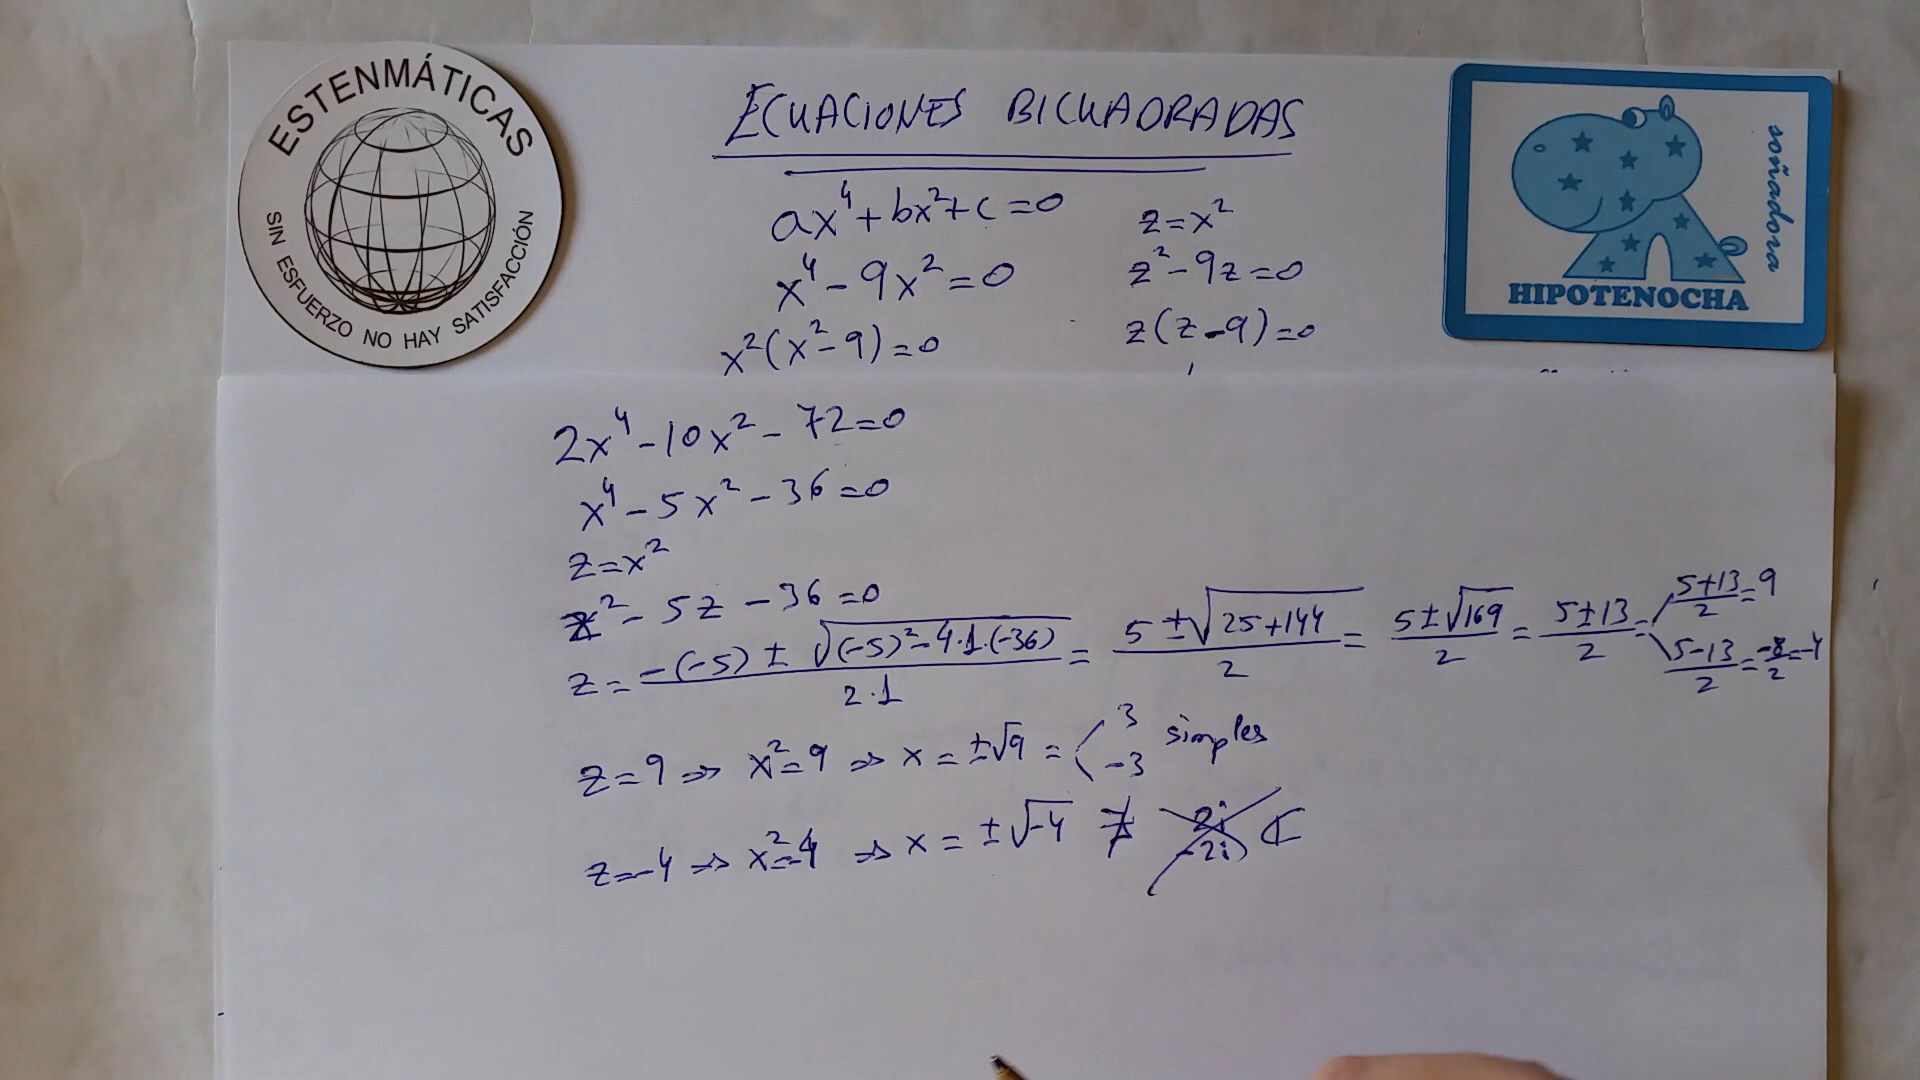 ESTENMÁTICAS
SIN ESFUERZO NO HAY SATISFACCIÓN
ECUACIONES BICUADRADAS
ax⁴+bx²+c=0
z=x²
x⁴-9x²=0
z²-9z=0
x²(x²-9)=0
z(z-9)=0
soñadora
HIPOTENOCHA
2x⁴-10x²-72=0
x⁴-5x²-36=0
z=x²
z²-5z-36=0
z=(-(-5)±√((-5)²-4·1·(-36)))/(2·1)=(5±√(25+144))/2=(5±√169)/2=(5±13)/2=
(5+13)/2=9
(5-13)/2=-8/2=-4
z=9⇒x²=9⇒x=±√9=⟨3 -3 simples
z=-4⇒x²=-4⇒x=±√-4 ∄ 2i -2i ℂ